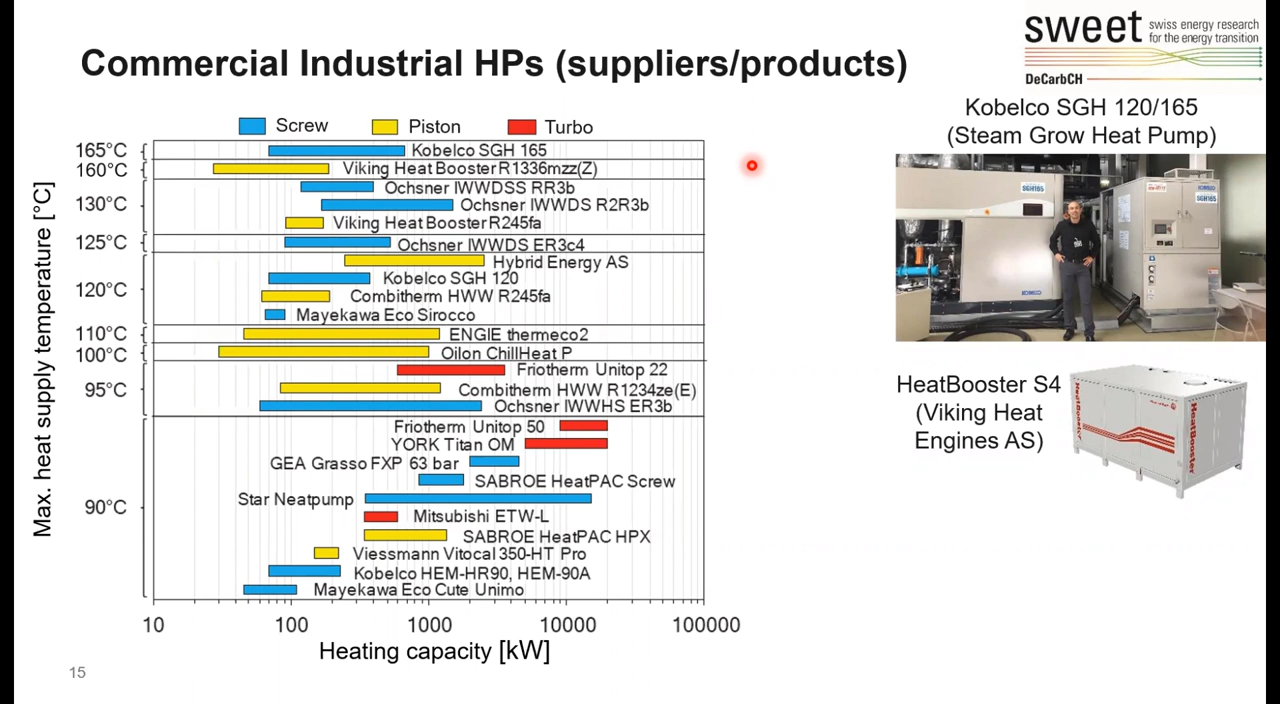 sweet swiss energy research
for the energy transition
DeCarbCH
Commercial Industrial HPs (suppliers/products)
Screw Piston Turbo
Max. heat supply temperature [°C]
165°C Kobelco SGH 165
160°C Viking Heat Booster R1336mzz(Z)
Ochsner IWWDSS RR3b
130°C Ochsner IWWDS R2R3b
Viking Heat Booster R245fa
125°C Ochsner IWWDS ER3c4
Hybrid Energy AS
Kobelco SGH 120
120°C Combitherm HWW R245fa
Mayekawa Eco Sirocco
110°C ENGIE thermeco2
100°C Oilon ChillHeat P
Friotherm Unitop 22
95°C Combitherm HWW R1234ze(E)
Ochsner IWWHS ER3b
Friotherm Unitop 50
YORK Titan OM
GEA Grasso FXP 63 bar
SABROE HeatPAC Screw
90°C Star Neatpump
Mitsubishi ETW-L
SABROE HeatPAC HPX
Viessmann Vitocal 350-HT Pro
Kobelco HEM-HR90, HEM-90A
Mayekawa Eco Cute Unimo
10 100 1000 10000 100000
Heating capacity [kW]
Kobelco SGH 120/165
(Steam Grow Heat Pump)
SGH165
SGH165
KOBELCO
HeatBooster S4
(Viking Heat
Engines AS)
HeatBooster
HeatBooster
15